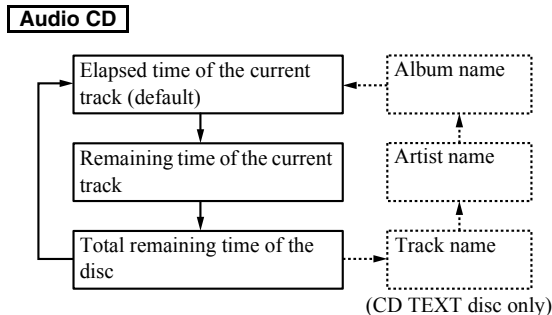 Audio CD
Elapsed time of the current
track (default)
Album name
Remaining time of the current
track
Artist name
Total remaining time of the
disc
Track name
(CD TEXT disc only)